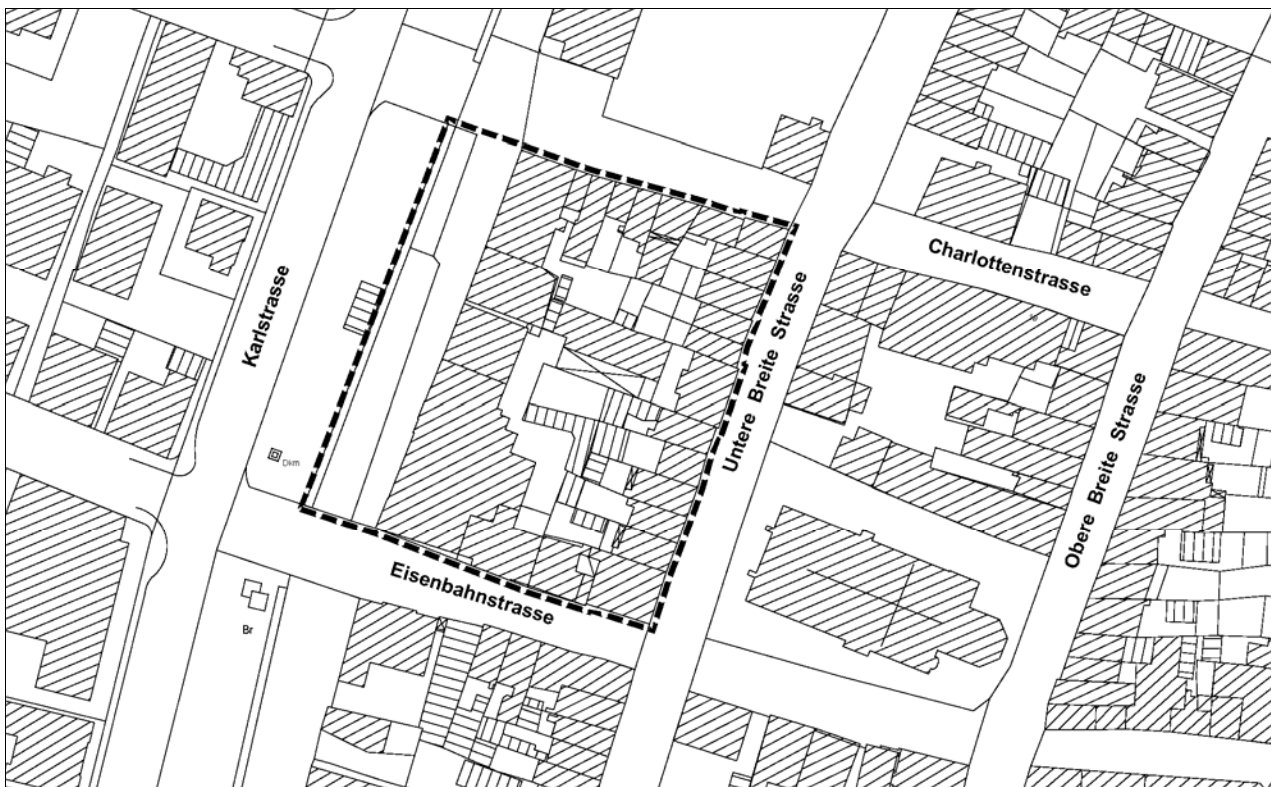 Charlottenstrasse
Karlstrasse
Untere Breite Strasse
Obere Breite Strasse
Dkm
Eisenbahnstrasse
Br